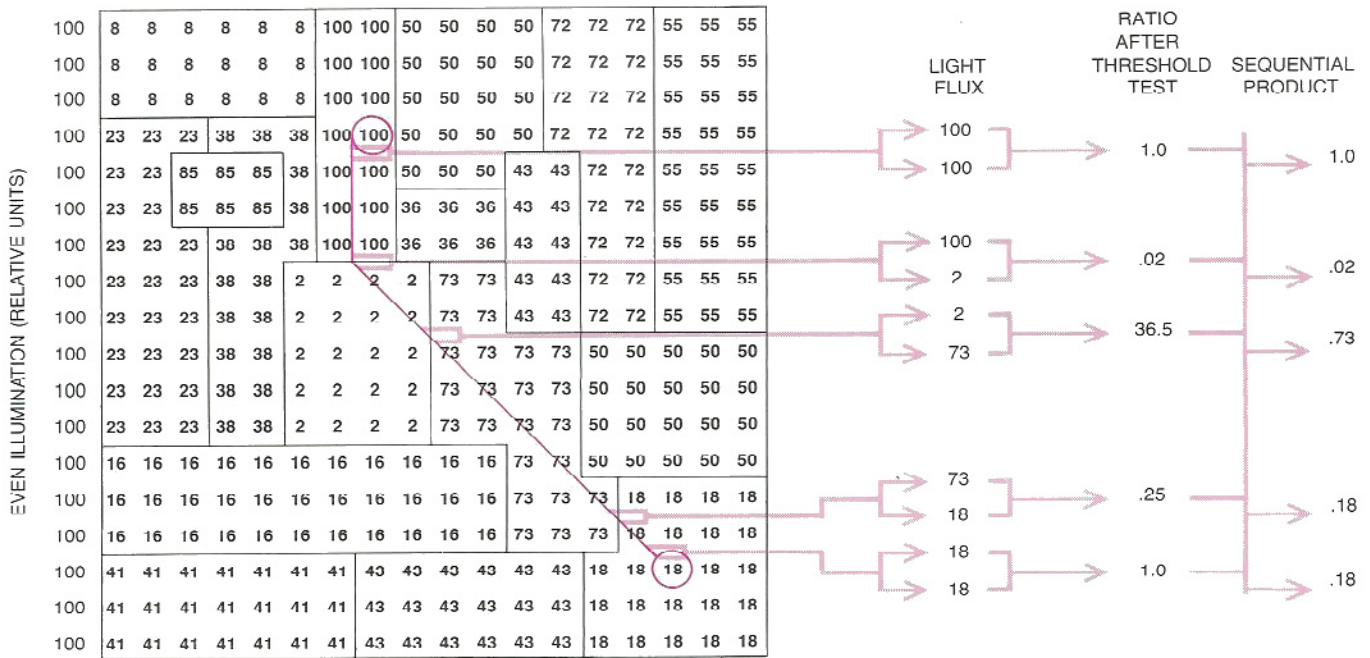 RATIO
AFTER
THRESHOLD
TEST
LIGHT
FLUX
SEQUENTIAL
PRODUCT
EVEN ILLUMINATION (RELATIVE UNITS)
100 8 8 8 8 8 8 100 100 50 50 50 50 72 72 72 55 55 55
100 8 8 8 8 8 8 100 100 50 50 50 50 72 72 72 55 55 55
100 8 8 8 8 8 8 100 100 50 50 50 50 72 72 72 55 55 55
100 23 23 23 38 38 38 100 100 50 50 50 50 72 72 72 55 55 55
100 23 23 85 85 85 38 100 100 50 50 50 43 43 72 72 55 55 55
100 23 23 85 85 85 38 100 100 36 36 36 43 43 72 72 55 55 55
100 23 23 23 38 38 38 100 100 36 36 36 43 43 72 72 55 55 55
100 23 23 23 38 38 2 2 2 2 73 73 43 43 72 72 55 55 55
100 23 23 23 38 38 2 2 2 2 73 73 43 43 72 72 55 55 55
100 23 23 23 38 38 2 2 2 2 73 73 73 73 50 50 50 50 50
100 23 23 23 38 38 2 2 2 2 73 73 73 73 50 50 50 50 50
100 23 23 23 38 38 2 2 2 2 73 73 73 73 50 50 50 50 50
100 16 16 16 16 16 16 16 16 16 16 16 73 73 50 50 50 50 50
100 16 16 16 16 16 16 16 16 16 16 16 73 73 73 18 18 18 18
100 16 16 16 16 16 16 16 16 16 16 16 73 73 73 18 18 18 18
100 41 41 41 41 41 41 41 43 43 43 43 43 43 18 18 18 18 18
100 41 41 41 41 41 41 41 43 43 43 43 43 43 18 18 18 18 18
100 41 41 41 41 41 41 41 43 43 43 43 43 43 18 18 18 18 18
100
100
1.0
1.0
100
2
.02
.02
2
73
36.5
.73
73
18
.25
.18
18
18
1.0
.18